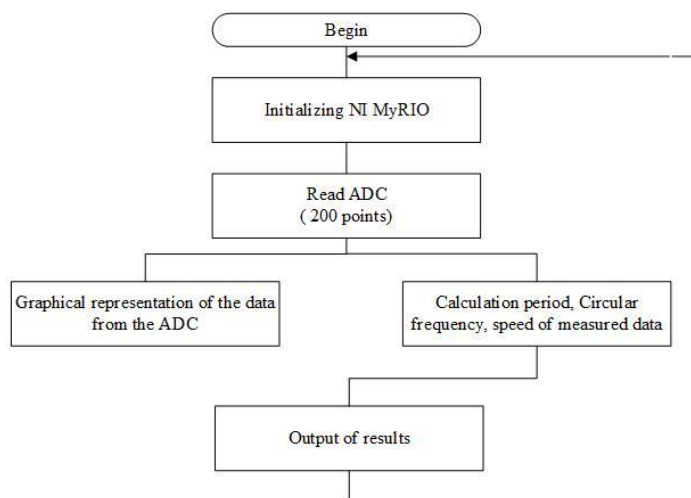 Begin
Initializing NI MyRIO
Read ADC
( 200 points)
Graphical representation of the data
from the ADC
Calculation period, Circular
frequency, speed of measured data
Output of results